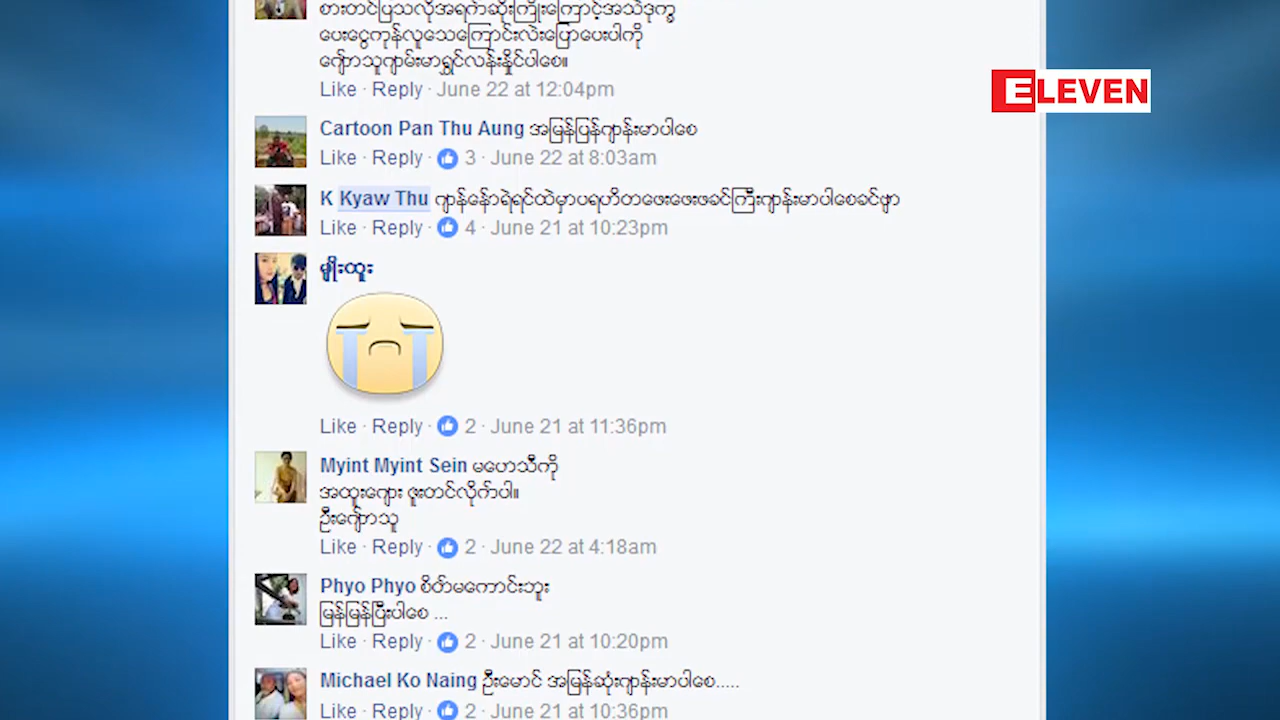 စားတင်ပြသလိုအရက်ဆိုးကြိုးကြောင့်အသဲဒုက္ခ
ပေးငွေကုန်လူသေကြောင်းလဲးပြောပေးပါကို
ကျော်သူကျမ်းမာရွှင်လန်းနိုင်ပါစေ။
Like · Reply · June 22 at 12:04pm
ELEVEN
Cartoon Pan Thu Aung အမြန်ပြန်ကျန်းမာပါစေ
Like · Reply · 3 · June 22 at 8:03am
K Kyaw Thu ကျန်နော့ရဲ့ရင်ထဲမှာပရဟိတဖေးဖေးဖခင်ကြီးကျန်းမာပါစေခင်ဗျာ
Like · Reply · 4 · June 21 at 10:23pm
မျိုးထူး
Like · Reply · 2 · June 21 at 11:36pm
Myint Myint Sein မဟေသီကို
အထူးကျေး ဇူးတင်လိုက်ပါ။
ဦးကျော်သူ
Like · Reply · 2 · June 22 at 4:18am
Phyo Phyo စိတ်မကောင်းဘူး
မြန်မြန်ပြီးပါစေ ...
Like · Reply · 2 · June 21 at 10:20pm
Michael Ko Naing ဦးမောင် အမြန်ဆုံးကျန်းမာပါစေ.....
Like · Reply · 2 · June 21 at 10:36pm